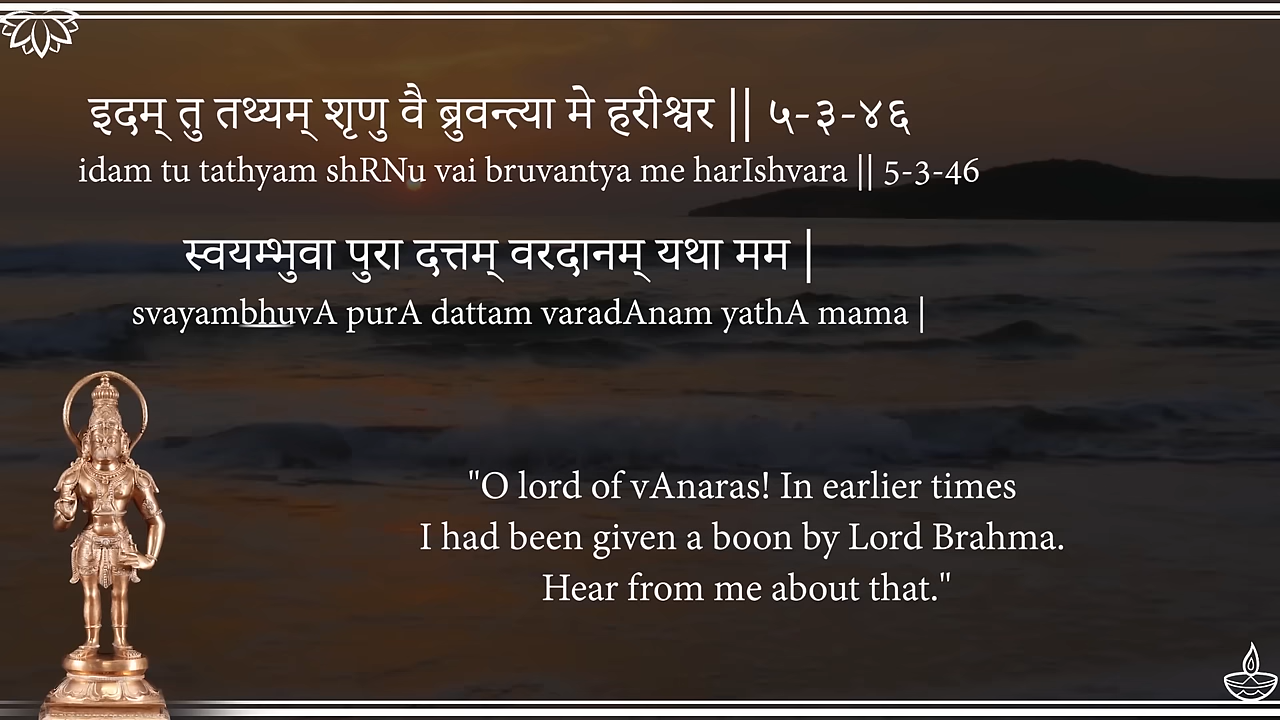 इदम् तु तथ्यम् शृणु वै ब्रुवन्त्या मे हरीश्वर || ५-३-४६
idam tu tathyam shRNu vai bruvantya me harIshvara || 5-3-46
स्वयम्भुवा पुरा दत्तम् वरदानम् यथा मम |
svayambhuvA purA dattam varadAnam yathA mama |
"O lord of vAnaras! In earlier times
I had been given a boon by Lord Brahma.
Hear from me about that."